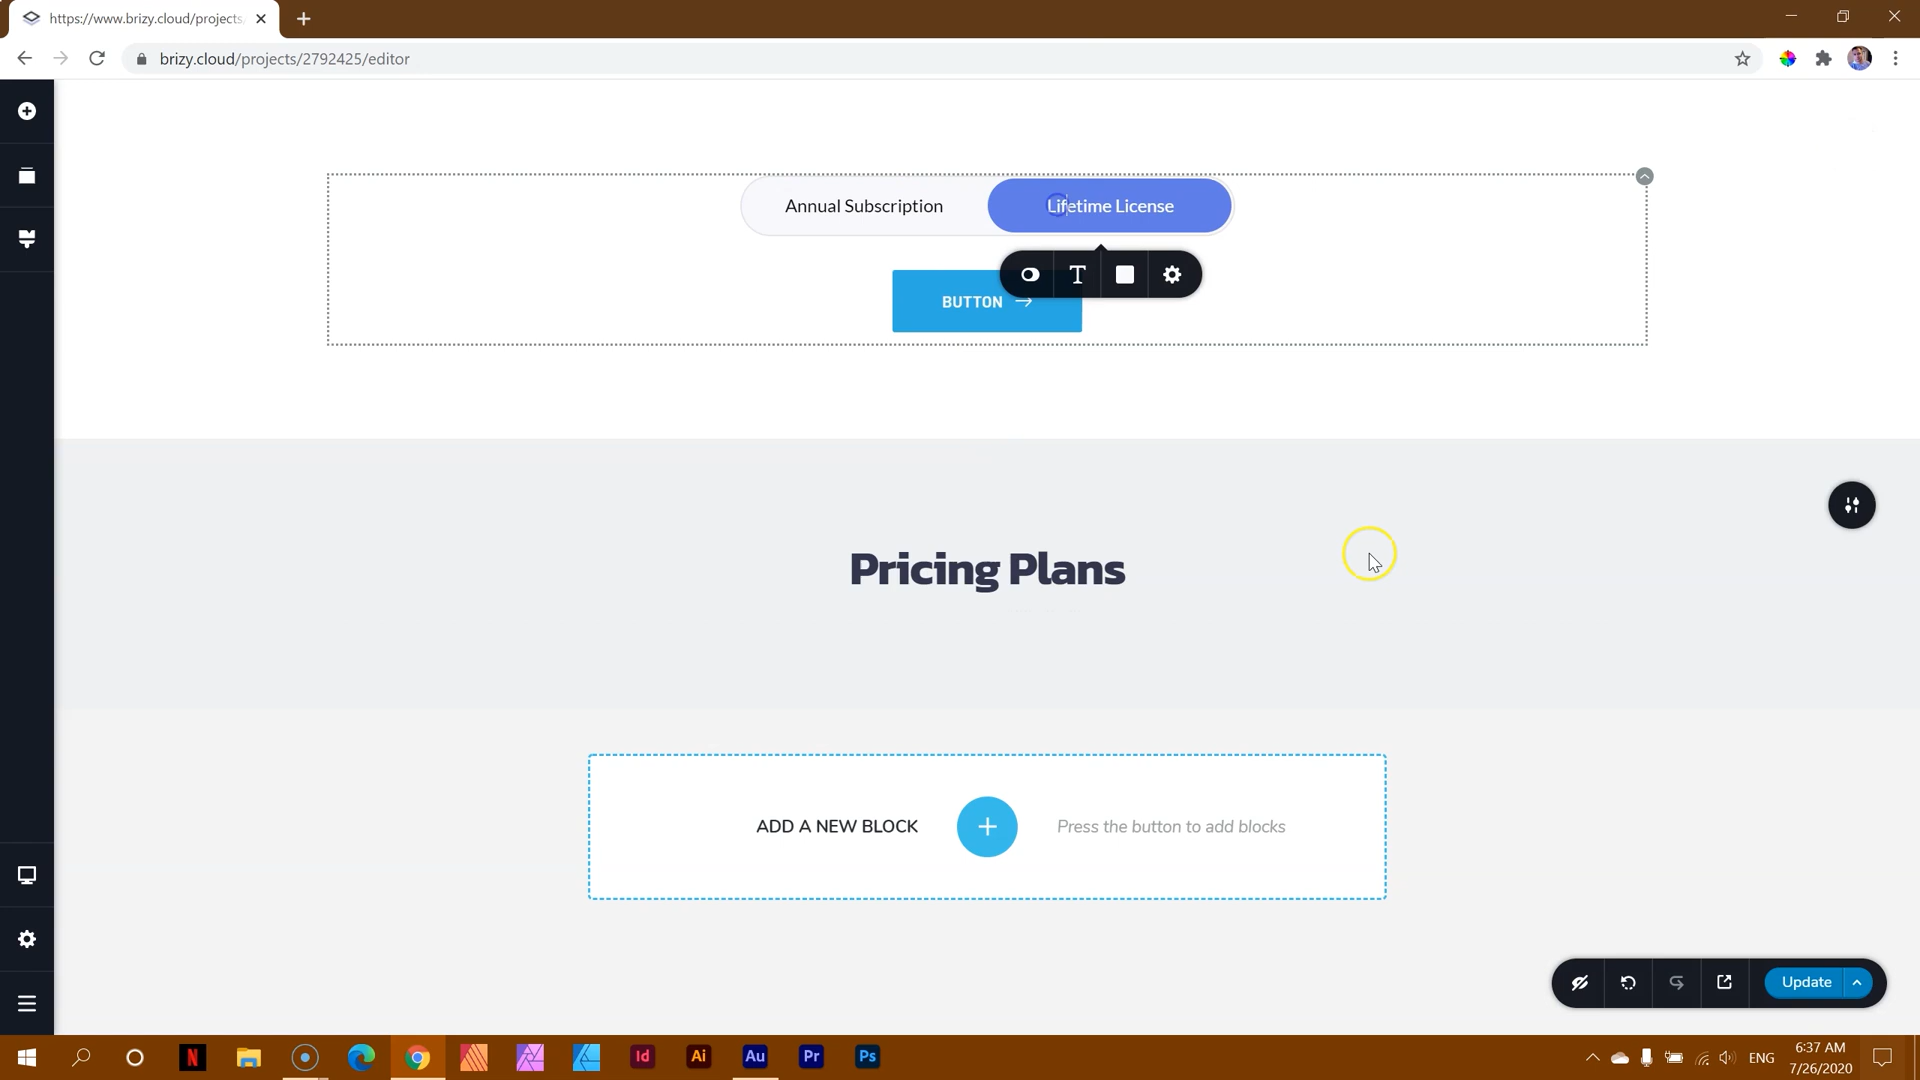 https://www.brizy.cloud/projects
brizy.cloud/projects/2792425/editor
Annual Subscription
Lifetime License
BUTTON
Pricing Plans
ADD A NEW BLOCK
Press the button to add blocks
Update
N
Id
Ai
Au
Pr
Ps
ENG
6:37 AM
7/26/2020